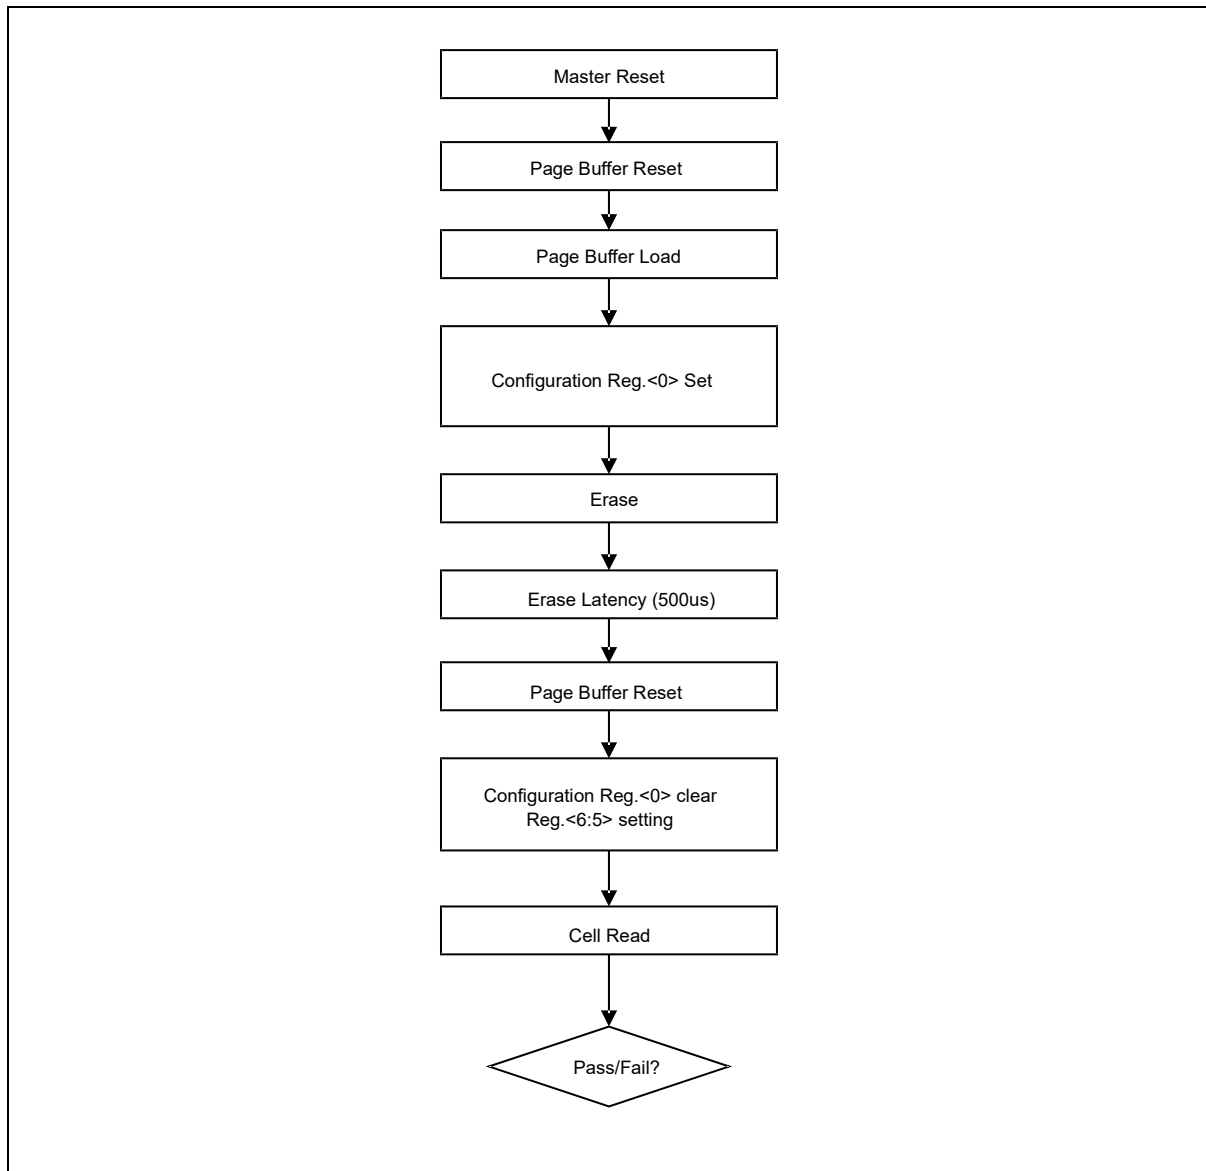 Master Reset
Page Buffer Reset
Page Buffer Load
Configuration Reg.<0> Set
Erase
Erase Latency (500us)
Page Buffer Reset
Configuration Reg.<0> clear
Reg.<6:5> setting
Cell Read
Pass/Fail?